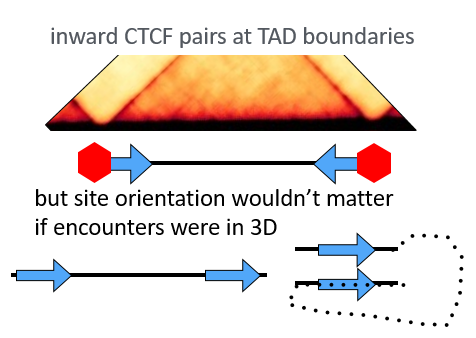 inward CTCF pairs at TAD boundaries
but site orientation wouldn’t matter
if encounters were in 3D